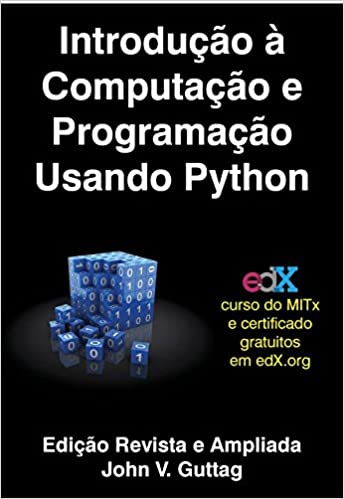 Introdução à
Computação e
Programação
Usando Python
edX
curso do MITx
e certificado
gratuitos
em edX.org
Edição Revista e Ampliada
John V. Guttag